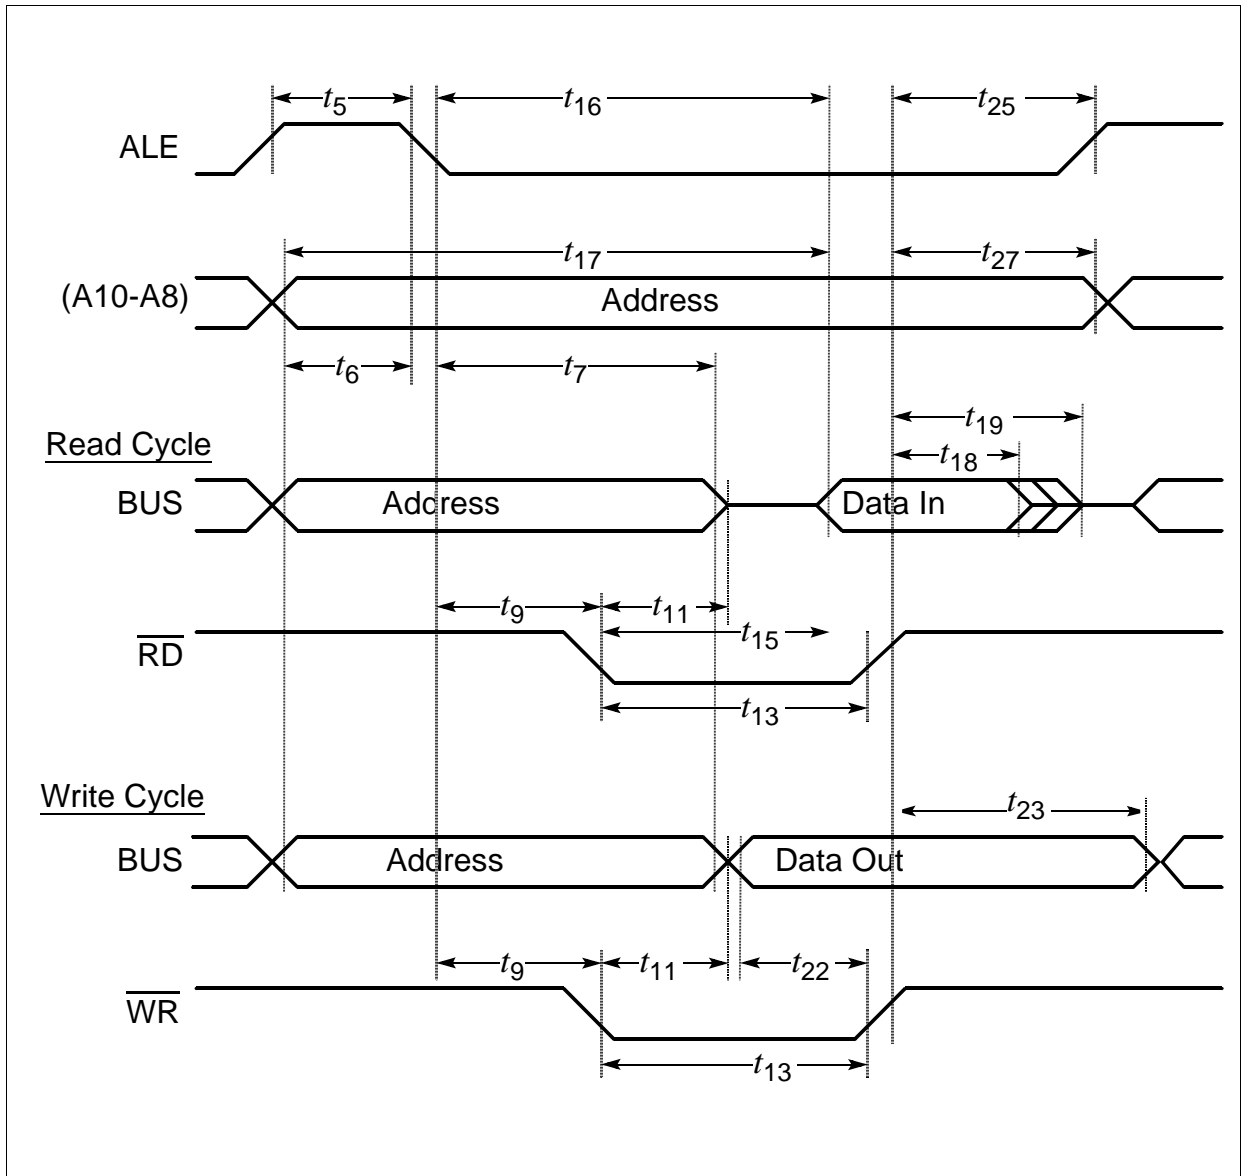 t5 t16 t25
ALE
t17 t27
(A10-A8) Address
t6 t7
t19
Read Cycle
t18
BUS Address Data In
t9 t11
t15
RD
t13
Write Cycle
t23
BUS Address Data Out
t9 t11 t22
WR
t13